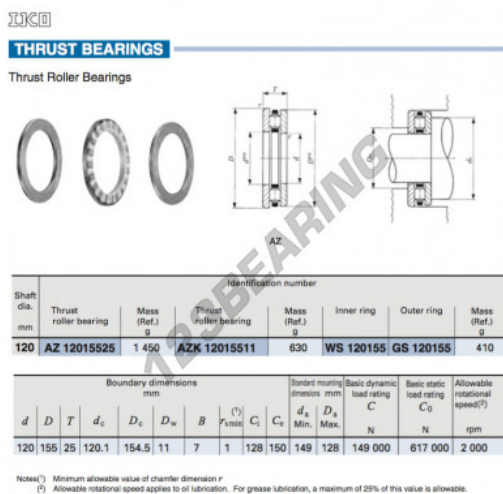 IKO
THRUST BEARINGS
Thrust Roller Bearings
T
r
r
D
d
AZ
123BEARING
Identification number
Shaft dia. mm
Thrust roller bearing
Mass (Ref.) g
Thrust roller bearing
Mass (Ref.) g
Inner ring
Outer ring
Mass (Ref.) g
120 AZ 12015525 1 450 AZK 12015511 630 WS 120155 GS 120155 410
Boundary dimensions mm
Standard mounting dimensions mm
Basic dynamic load rating C N
Basic static load rating C0 N
Allowable rotational speed(2) rpm
d D T dc Dc Dw B rs min(1) Ci Ce da Min. Da Max.
120 155 25 120.1 154.5 11 7 1 128 150 149 128 149 000 617 000 2 000
Notes(1) Minimum allowable value of chamfer dimension r
(2) Allowable rotational speed applies to oil lubrication. For grease lubrication, a maximum of 25% of this value is allowable.